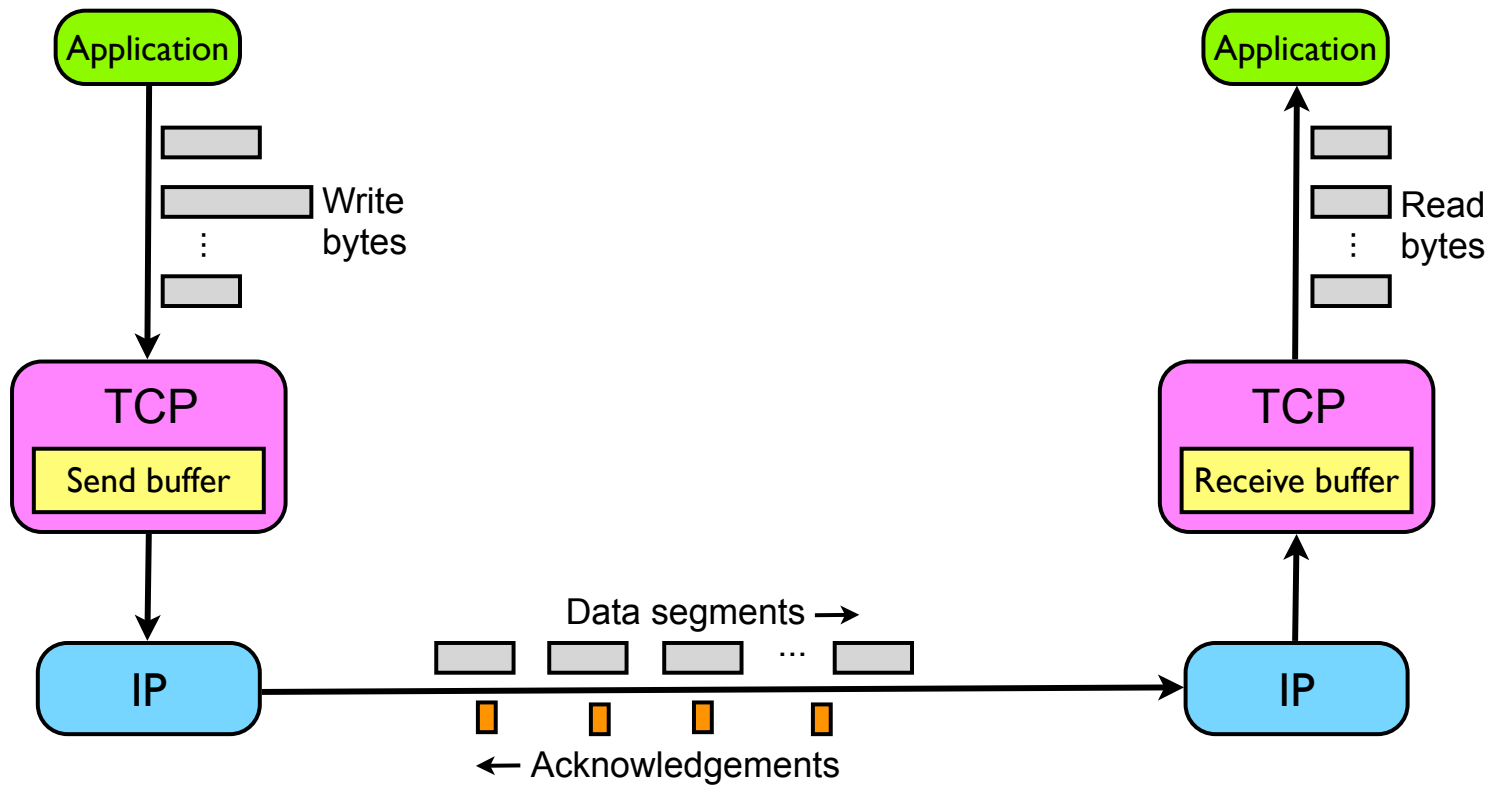 Application
Application
Write
bytes
⋮
Read
bytes
⋮
TCP
Send buffer
TCP
Receive buffer
Data segments →
...
IP
IP
← Acknowledgements